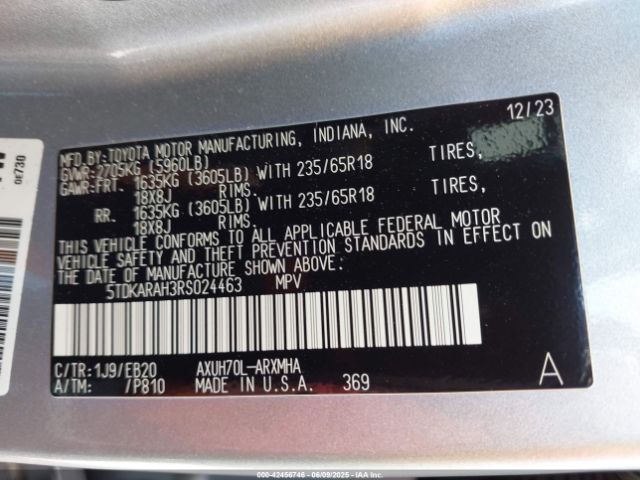 12/23
MFD.BY:TOYOTA MOTOR MANUFACTURING, INDIANA, INC.
GVWR:2705KG (5960LB)
GAWR:FRT. 1635KG (3605LB) WITH 235/65R18 TIRES,
18X8J RIMS.
RR. 1635KG (3605LB) WITH 235/65R18 TIRES,
18X8J RIMS.
THIS VEHICLE CONFORMS TO ALL APPLICABLE FEDERAL MOTOR
VEHICLE SAFETY AND THEFT PREVENTION STANDARDS IN EFFECT ON
THE DATE OF MANUFACTURE SHOWN ABOVE.
5TDKARAH3RS024463 MPV
C/TR:1J9/EB20 AXUH70L-ARXMHA
A/TM: /P810 MADE IN U.S.A. 369 A
0E730
000-42456746 - 06/09/2025 - IAA Inc.